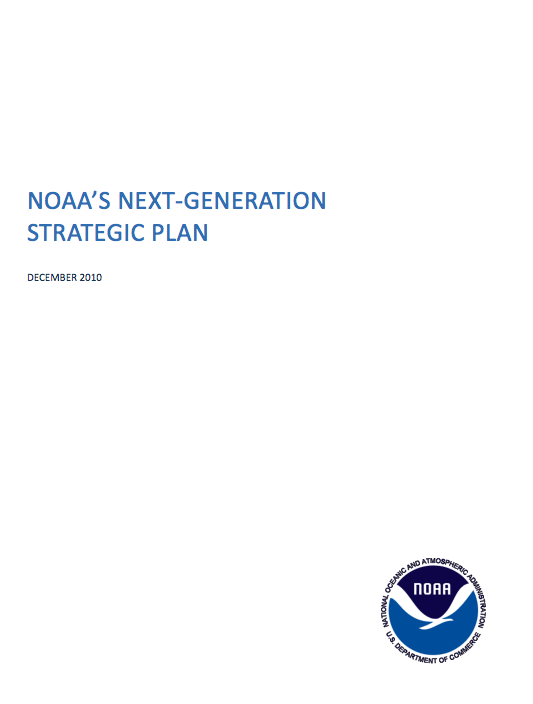 NOAA’S NEXT-GENERATION
STRATEGIC PLAN
DECEMBER 2010
NATIONAL OCEANIC AND ATMOSPHERIC ADMINISTRATION
NOAA
U.S. DEPARTMENT OF COMMERCE